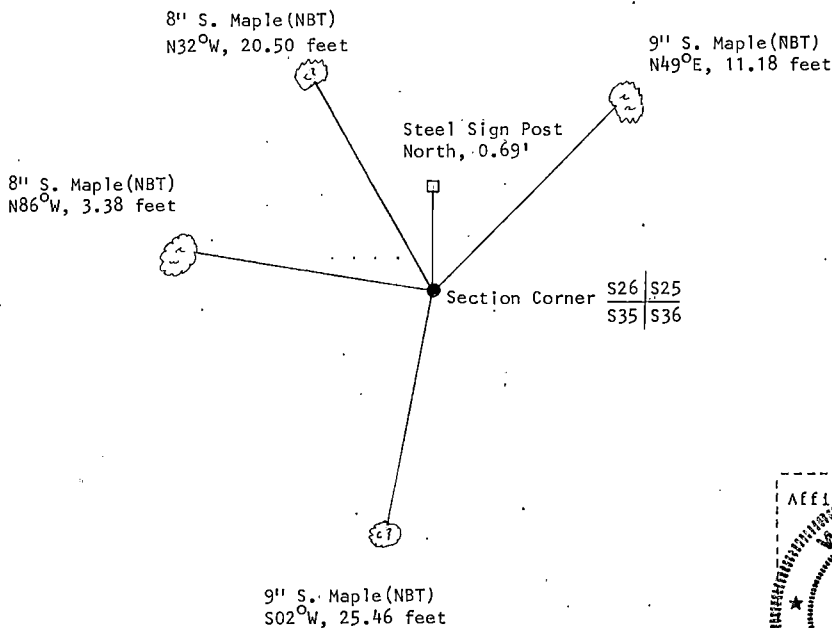 8" S. Maple(NBT)
N32°W, 20.50 feet
9" S. Maple(NBT)
N49°E, 11.18 feet
Steel Sign Post
North, 0.69'
8" S. Maple(NBT)
N86°W, 3.38 feet
Section Corner S26 S25
S35 S36
9" S. Maple(NBT)
S02°W, 25.46 feet